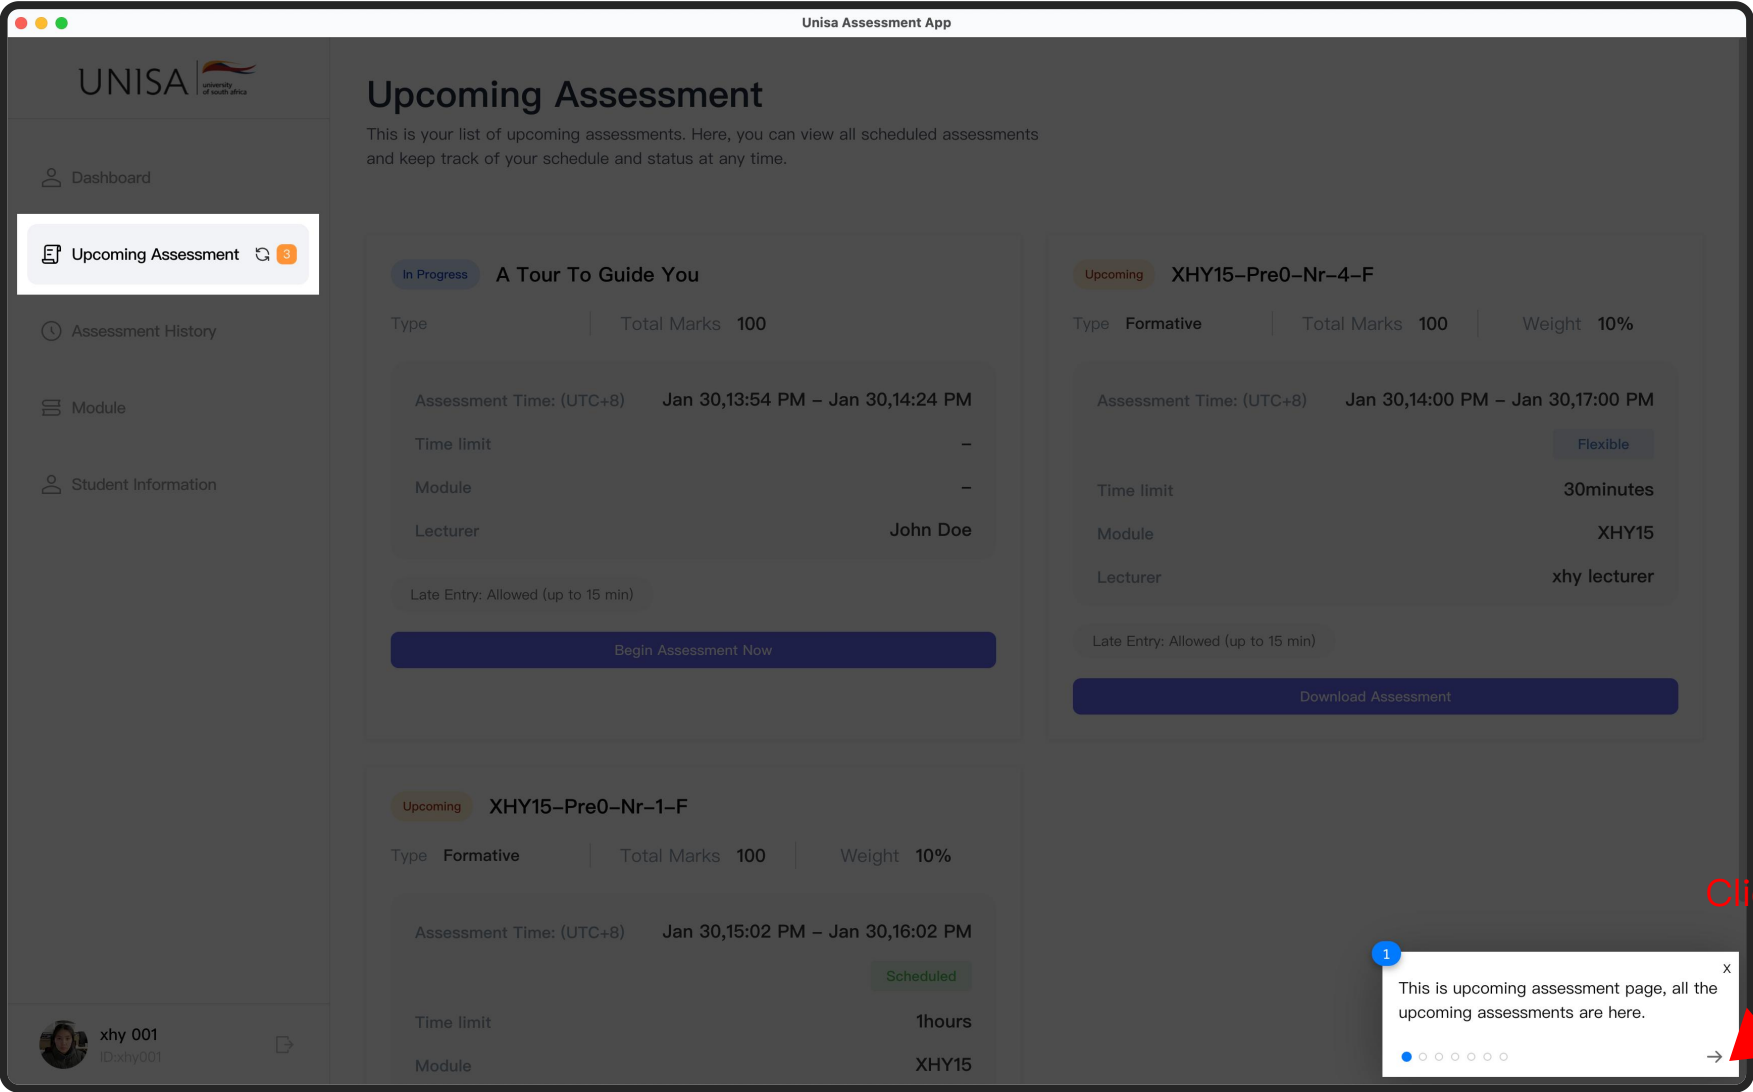 Unisa Assessment App
UNISA
university
of south africa
Dashboard
Upcoming Assessment 3
Assessment History
Module
Student Information
xhy 001
ID:xhy001
Upcoming Assessment
This is your list of upcoming assessments. Here, you can view all scheduled assessments
and keep track of your schedule and status at any time.
In Progress A Tour To Guide You
Type Total Marks 100
Assessment Time: (UTC+8) Jan 30,13:54 PM – Jan 30,14:24 PM
Time limit –
Module –
Lecturer John Doe
Late Entry: Allowed (up to 15 min)
Begin Assessment Now
Upcoming XHY15–Pre0–Nr–4–F
Type Formative Total Marks 100 Weight 10%
Assessment Time: (UTC+8) Jan 30,14:00 PM – Jan 30,17:00 PM
Flexible
Time limit 30minutes
Module XHY15
Lecturer xhy lecturer
Late Entry: Allowed (up to 15 min)
Download Assessment
Upcoming XHY15–Pre0–Nr–1–F
Type Formative Total Marks 100 Weight 10%
Assessment Time: (UTC+8) Jan 30,15:02 PM – Jan 30,16:02 PM
Scheduled
Time limit 1hours
Module XHY15
1
X
This is upcoming assessment page, all the
upcoming assessments are here.